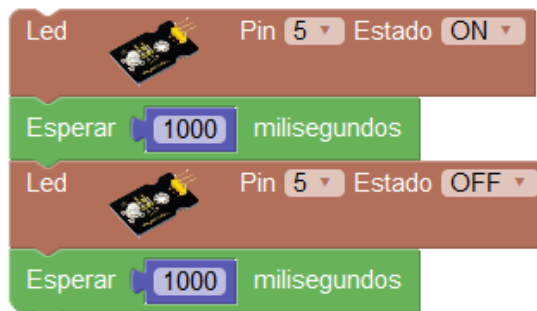 Led Pin 5 Estado ON
Esperar 1000 milisegundos
Led Pin 5 Estado OFF
Esperar 1000 milisegundos